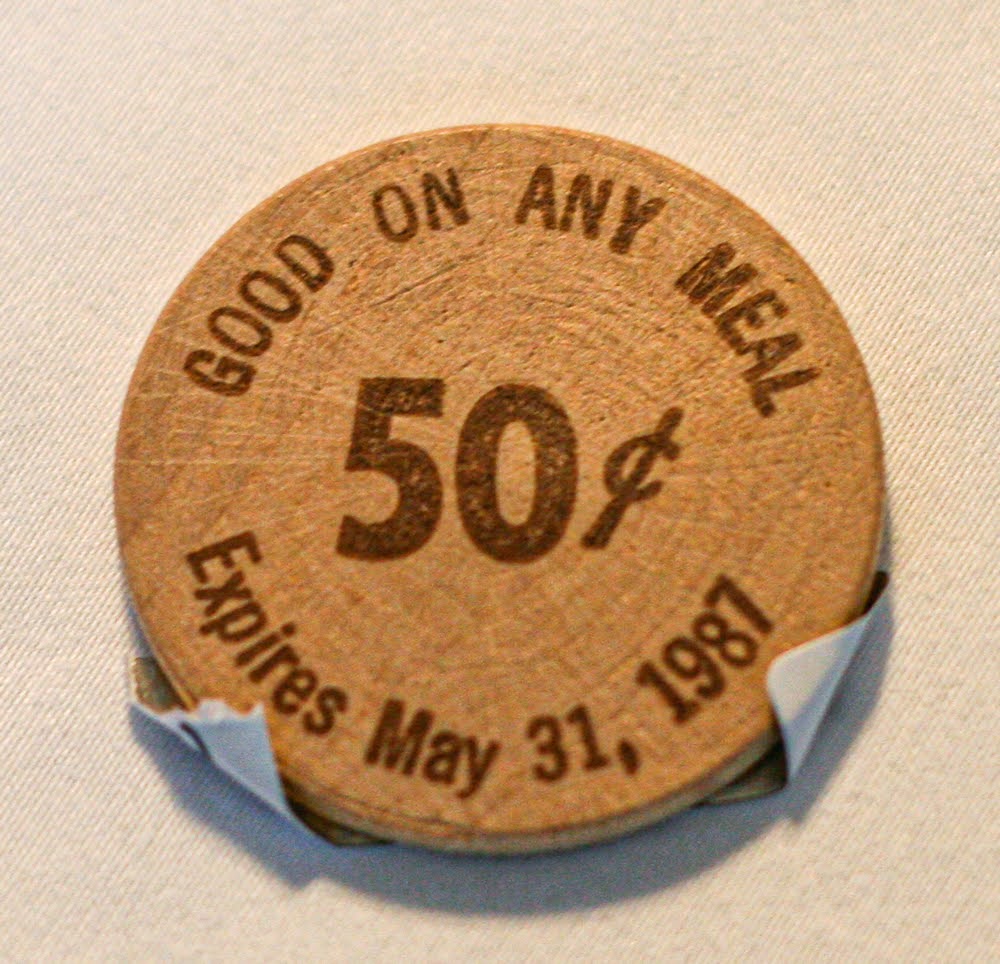 GOOD ON ANY MEAL
50¢
Expires May 31, 1987